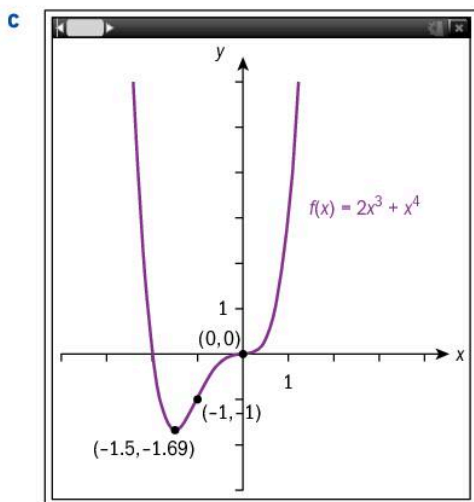 c
y
f(x) = 2x³ + x⁴
1
(0,0)
x
1
(–1,–1)
(–1.5,–1.69)